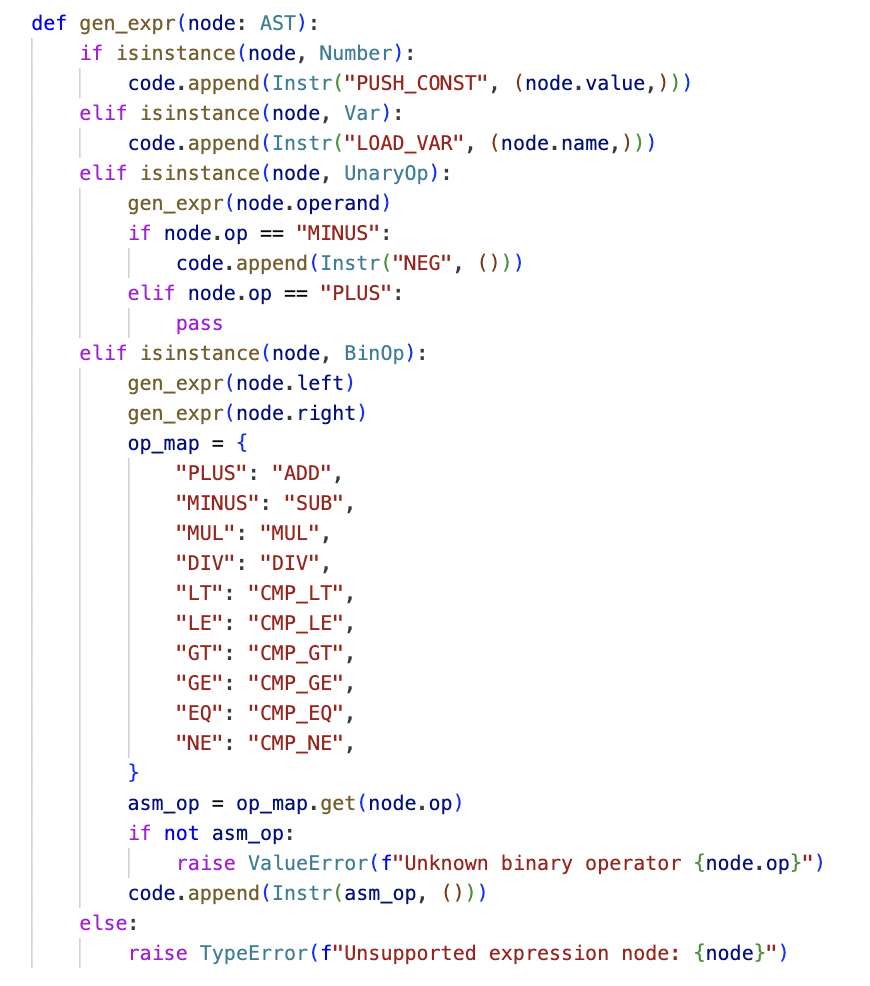 def gen_expr(node: AST):
    if isinstance(node, Number):
        code.append(Instr("PUSH_CONST", (node.value,)))
    elif isinstance(node, Var):
        code.append(Instr("LOAD_VAR", (node.name,)))
    elif isinstance(node, UnaryOp):
        gen_expr(node.operand)
        if node.op == "MINUS":
            code.append(Instr("NEG", ()))
        elif node.op == "PLUS":
            pass
    elif isinstance(node, BinOp):
        gen_expr(node.left)
        gen_expr(node.right)
        op_map = {
            "PLUS": "ADD",
            "MINUS": "SUB",
            "MUL": "MUL",
            "DIV": "DIV",
            "LT": "CMP_LT",
            "LE": "CMP_LE",
            "GT": "CMP_GT",
            "GE": "CMP_GE",
            "EQ": "CMP_EQ",
            "NE": "CMP_NE",
        }
        asm_op = op_map.get(node.op)
        if not asm_op:
            raise ValueError(f"Unknown binary operator {node.op}")
        code.append(Instr(asm_op, ()))
    else:
        raise TypeError(f"Unsupported expression node: {node}")